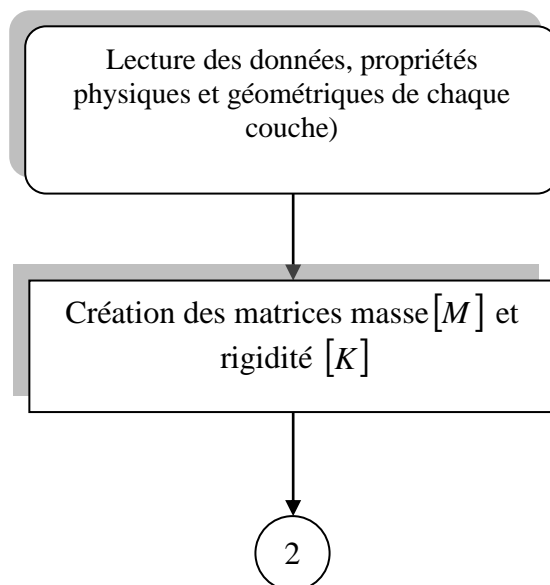 Lecture des données, propriétés
physiques et géométriques de chaque
couche)
Création des matrices masse [M] et
rigidité [K]
2